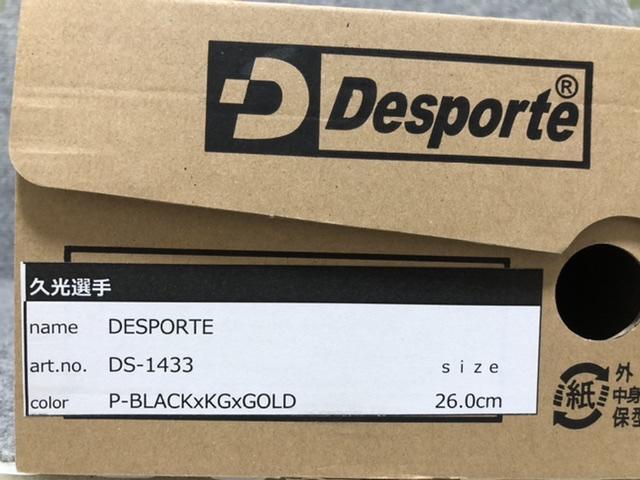 Desporte®
久光選手
name DESPORTE
art.no. DS-1433 size
color P-BLACKxKGxGOLD 26.0cm
紙
外
中身
保型